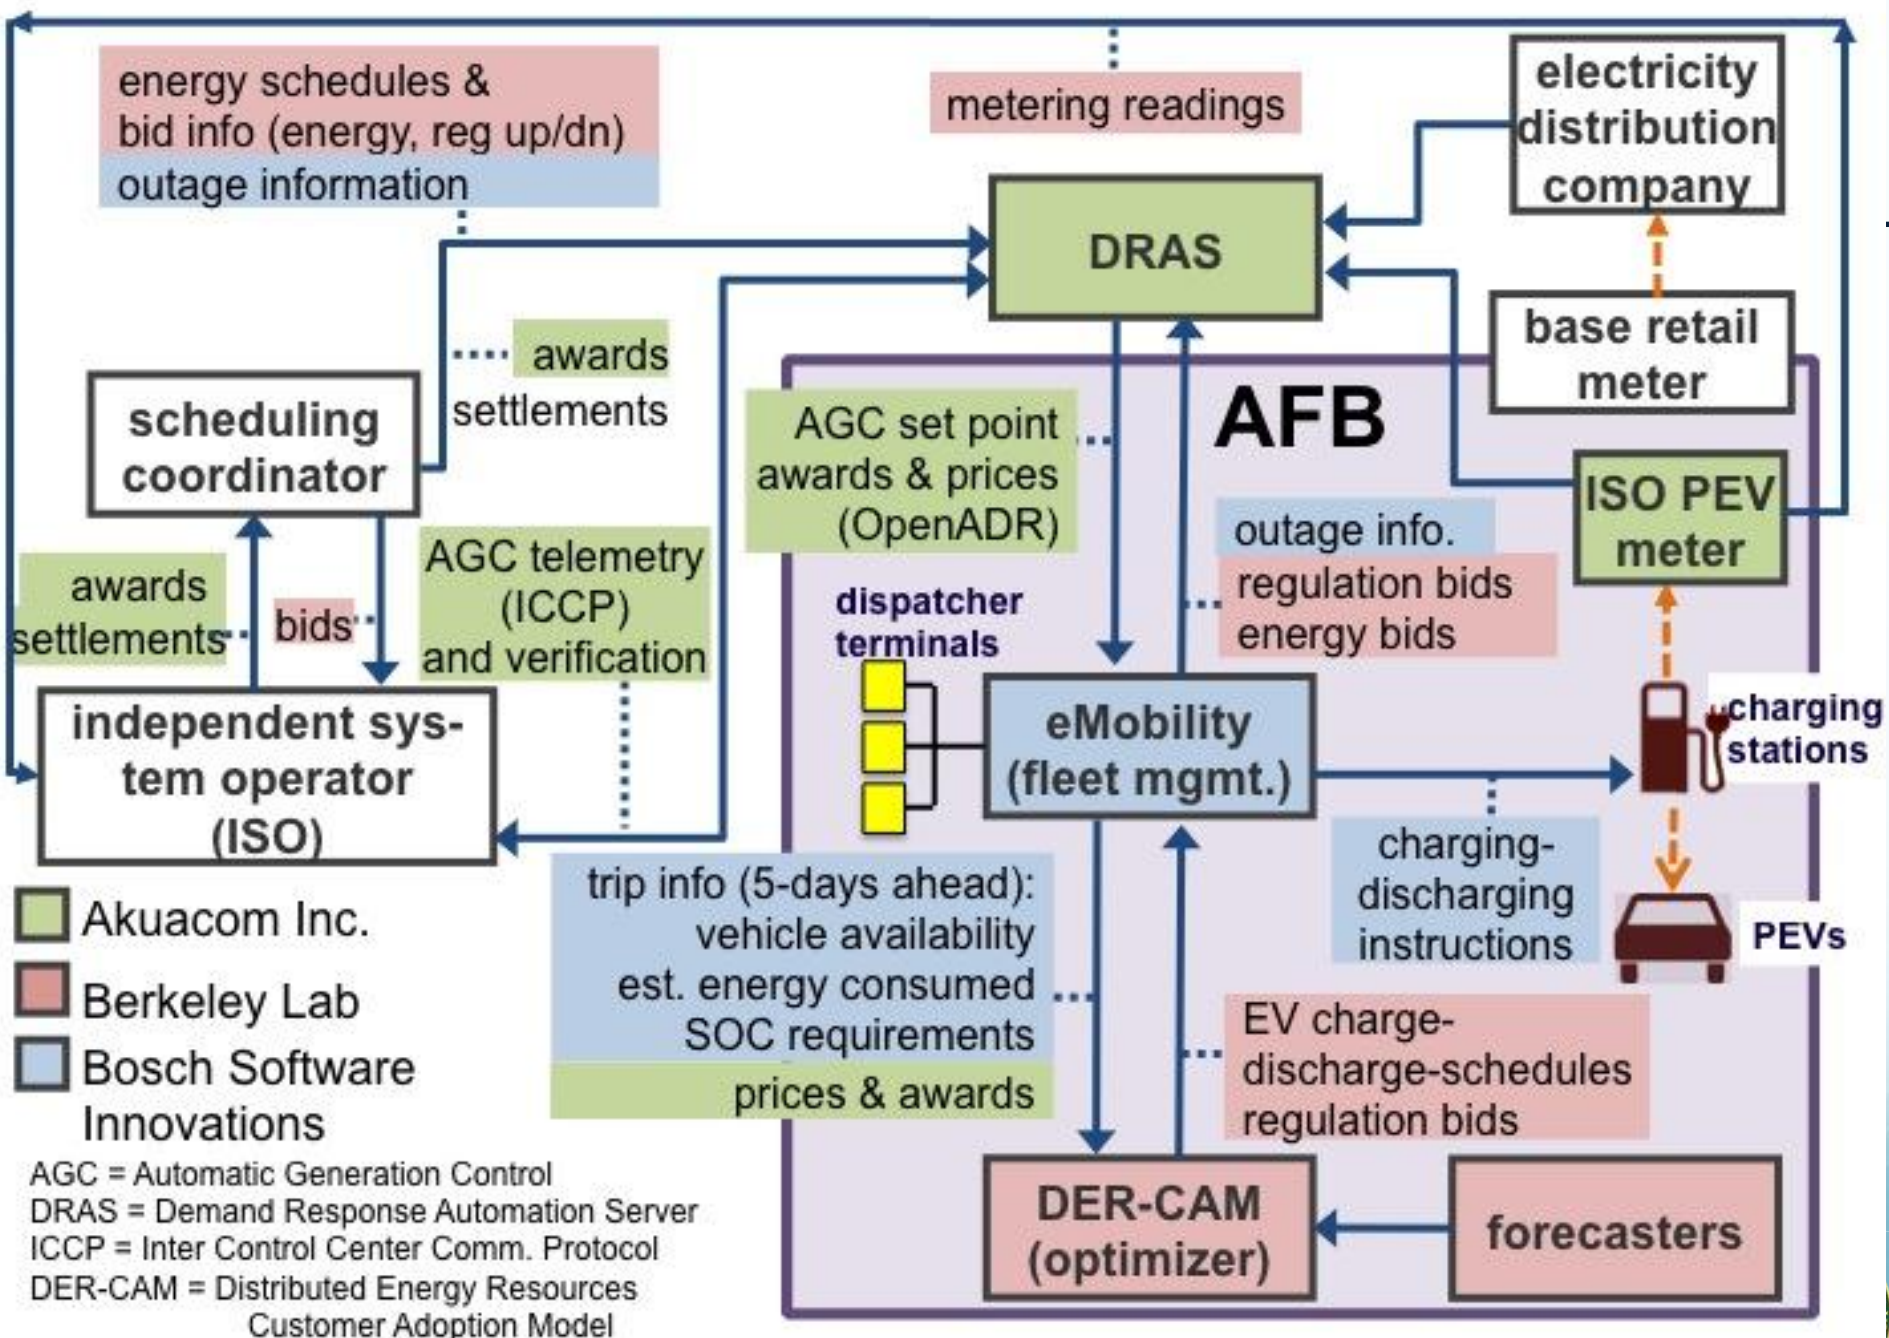 energy schedules &
bid info (energy, reg up/dn)
outage information
metering readings
electricity
distribution
company
DRAS
base retail
meter
awards
settlements
scheduling
coordinator
AFB
AGC set point
awards & prices
(OpenADR)
ISO PEV
meter
outage info.
regulation bids
energy bids
AGC telemetry
(ICCP)
and verification
awards
settlements
bids
dispatcher
terminals
independent sys-
tem operator
(ISO)
eMobility
(fleet mgmt.)
charging
stations
charging-
discharging
instructions
PEVs
trip info (5-days ahead):
vehicle availability
est. energy consumed
SOC requirements
prices & awards
EV charge-
discharge-schedules
regulation bids
Akuacom Inc.
Berkeley Lab
Bosch Software
Innovations
DER-CAM
(optimizer)
forecasters
AGC = Automatic Generation Control
DRAS = Demand Response Automation Server
ICCP = Inter Control Center Comm. Protocol
DER-CAM = Distributed Energy Resources
Customer Adoption Model